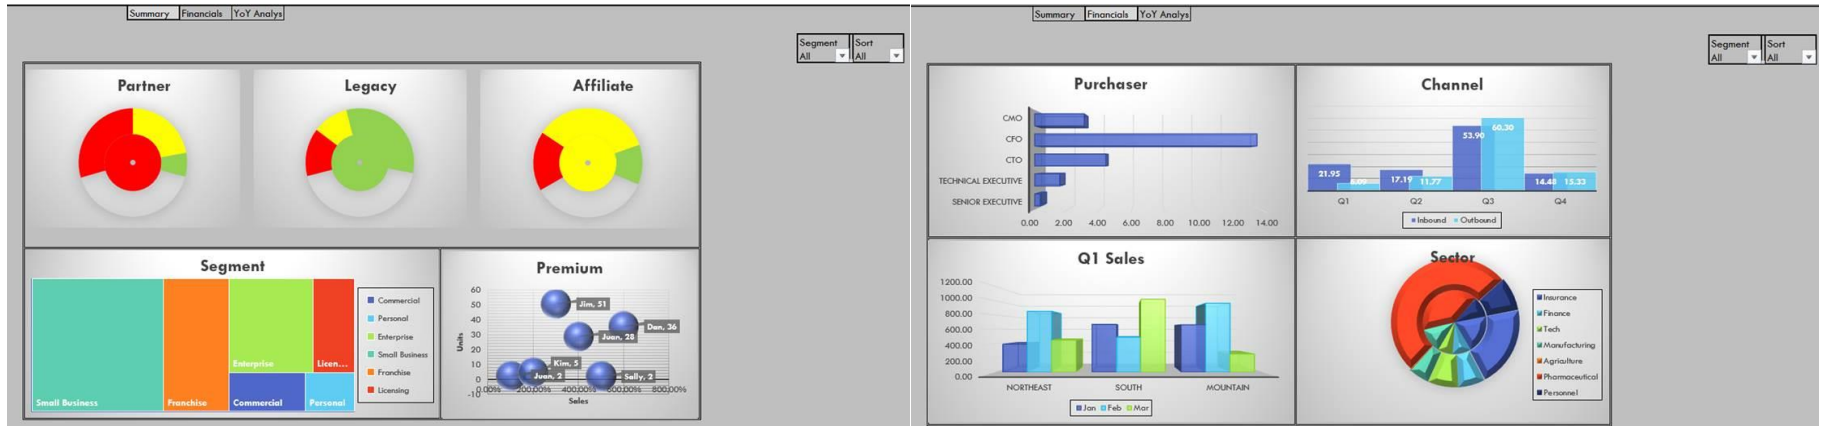 Summary Financials YoY Analys
Segment Sort
All All
Partner Legacy Affiliate
Segment
Small Business
Franchise
Enterprise
Commercial
Licen...
Personal
Commercial
Personal
Enterprise
Small Business
Franchise
Licensing
Premium
Units
60
50
40
30
20
10
0
-10
Jim, 51
Dan, 36
Juan, 28
Kim, 5
Juan, 2
Sally, 2
0.00% 200.00% 400.00% 600.00% 800.00%
Sales
Summary Financials YoY Analys
Segment Sort
All All
Purchaser
CMO
CFO
CTO
TECHNICAL EXECUTIVE
SENIOR EXECUTIVE
0.00 2.00 4.00 6.00 8.00 10.00 12.00 14.00
Channel
53.90 60.30
21.95 17.19 11.77 14.48 15.33
Q1 Q2 Q3 Q4
Inbound Outbound
Q1 Sales
1200.00
1000.00
800.00
600.00
400.00
200.00
0.00
NORTHEAST SOUTH MOUNTAIN
Jan Feb Mar
Sector
Insurance
Finance
Tech
Manufacturing
Agriculture
Pharmaceutical
Personnel